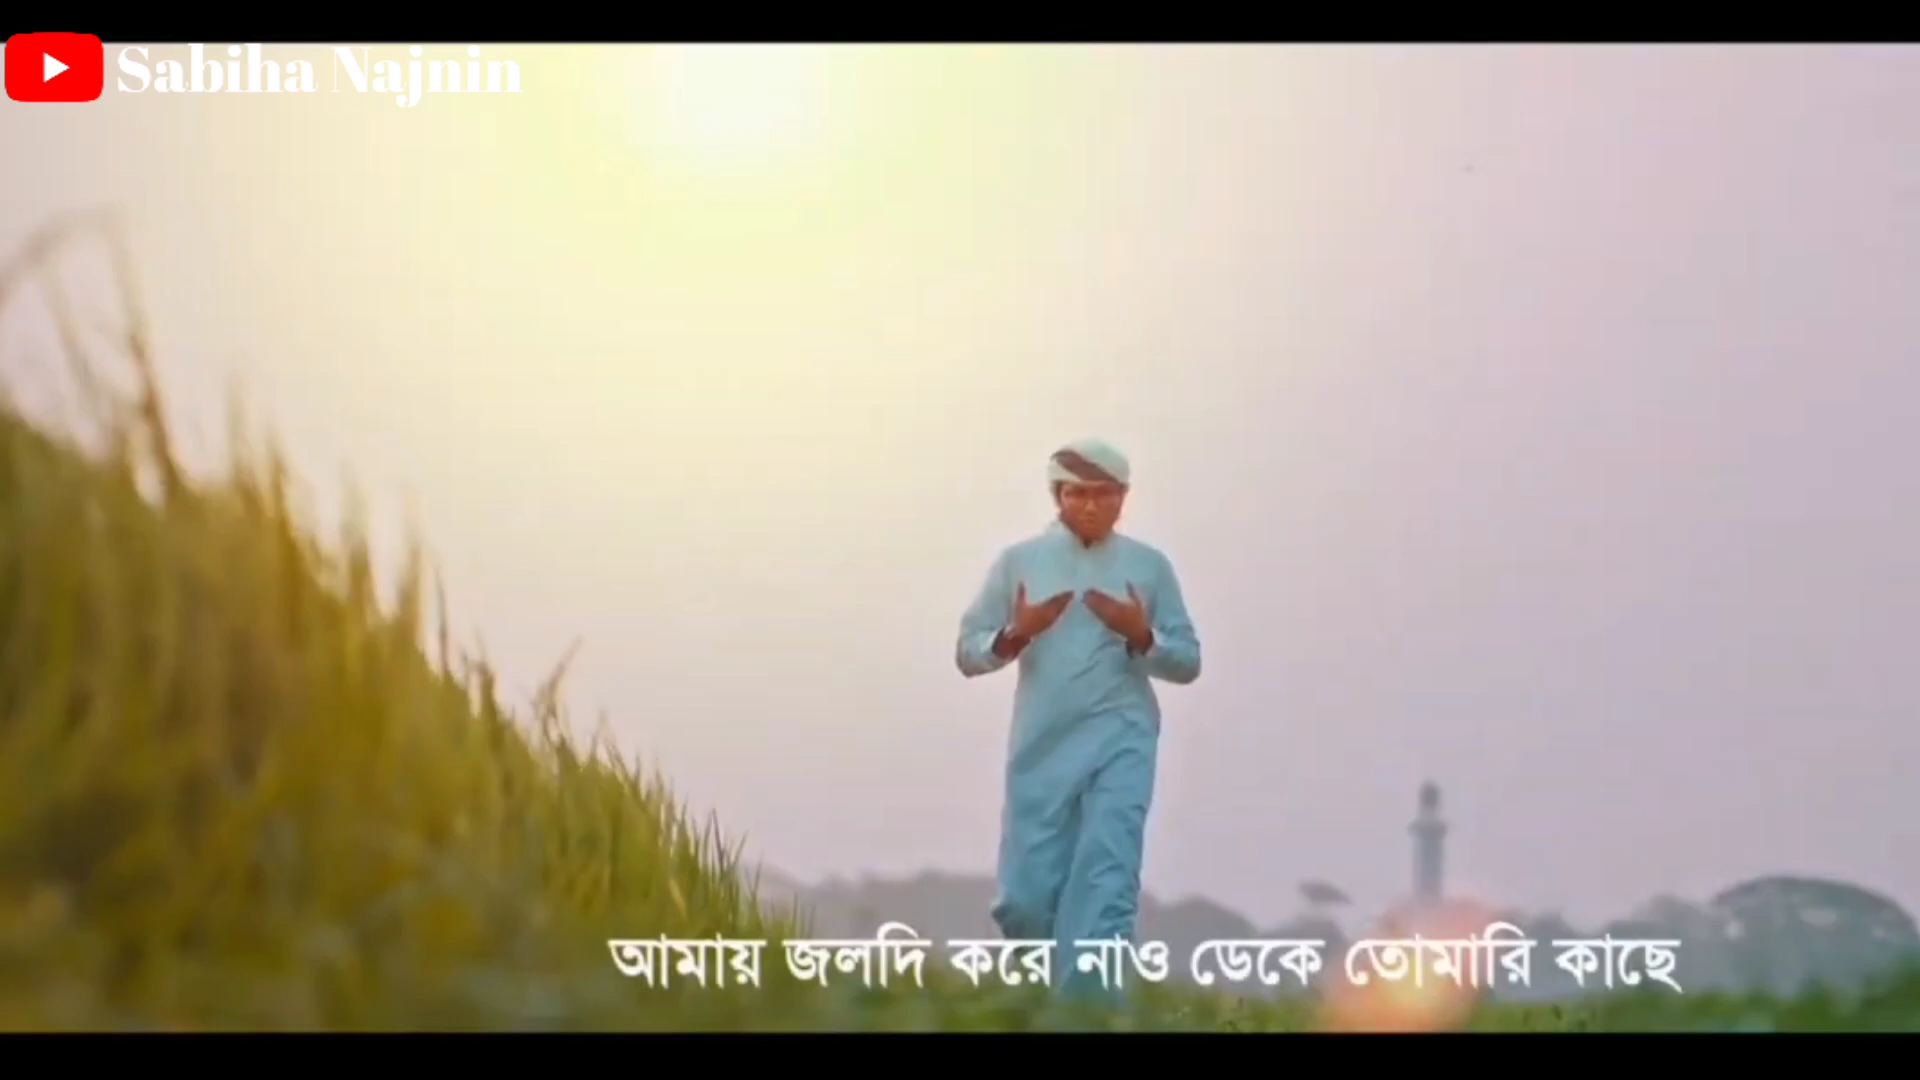 Sabiha Najnin
আমায় জলদি করে নাও ডেকে তোমারি কাছে